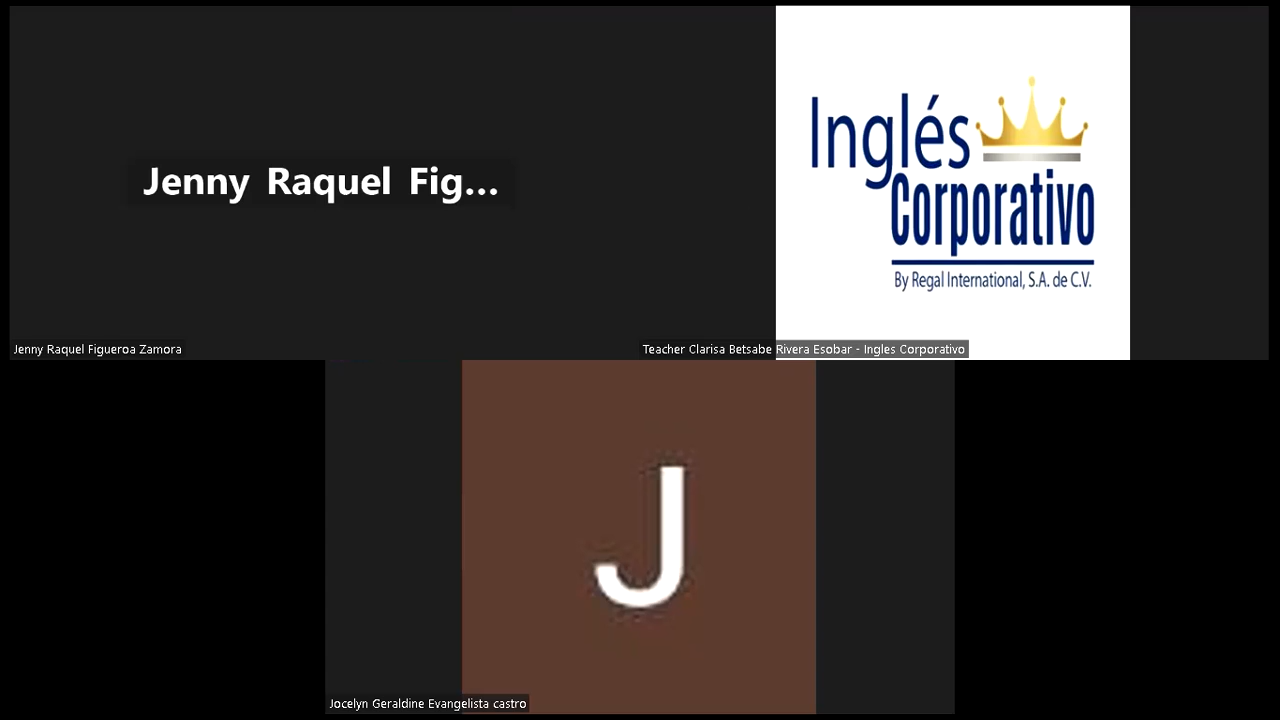 Jenny Raquel Fig...
Jenny Raquel Figueroa Zamora
Inglés
Corporativo
By Regal International, S.A. de C.V.
Teacher Clarisa Betsabe Rivera Esobar - Ingles Corporativo
J
Jocelyn Geraldine Evangelista castro